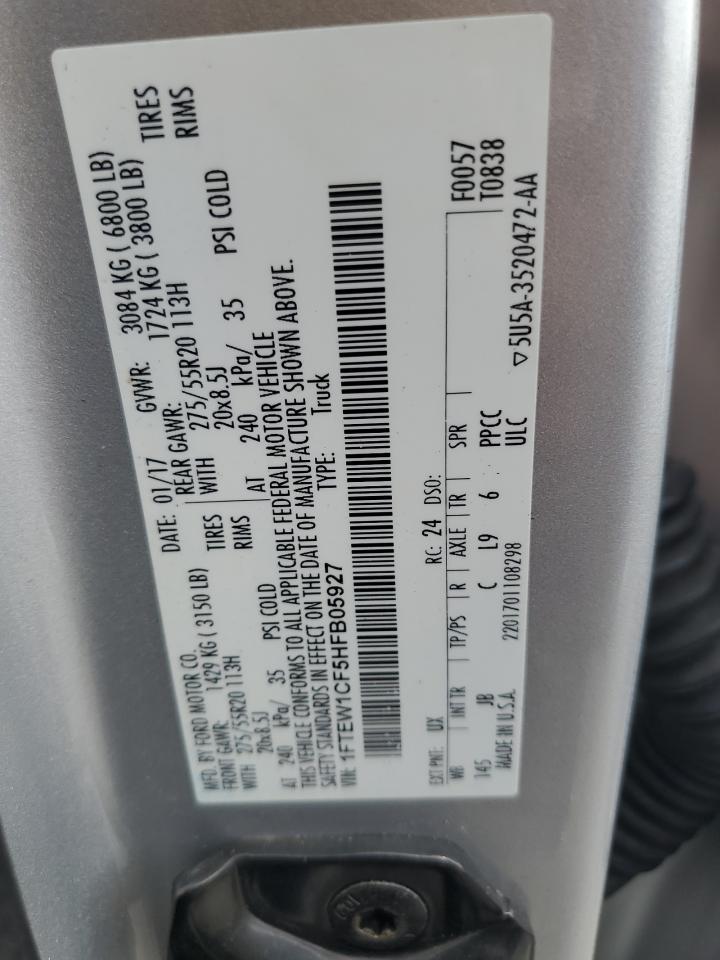 MFD. BY FORD MOTOR CO. DATE: 01/17 GVWR: 3084 KG ( 6800 LB)
FRONT GAWR: 1429 KG ( 3150 LB) REAR GAWR: 1724 KG ( 3800 LB)
WITH 275/55R20 113H TIRES WITH 275/55R20 113H TIRES
20x8.5J RIMS 20x8.5J RIMS
AT 240 kPa/ 35 PSI COLD AT 240 kPa/ 35 PSI COLD
THIS VEHICLE CONFORMS TO ALL APPLICABLE FEDERAL MOTOR VEHICLE
SAFETY STANDARDS IN EFFECT ON THE DATE OF MANUFACTURE SHOWN ABOVE.
VIN: 1FTEW1CF5HFB05927 TYPE: Truck
EXT PNT: UX RC: 24 DSO: F0057
WB INT TR TP/PS R AXLE TR SPR T0838
145 JB C L9 6 PPCC
ULC
MADE IN U.S.A. 2201701108298 ▽5U5A-3520472-AA